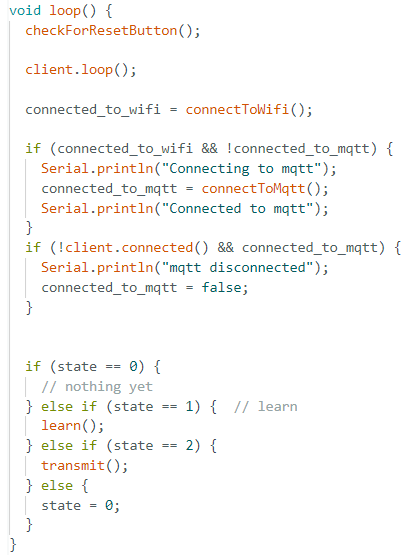 void loop() {
  checkForResetButton();

  client.loop();

  connected_to_wifi = connectToWifi();

  if (connected_to_wifi && !connected_to_mqtt) {
    Serial.println("Connecting to mqtt");
    connected_to_mqtt = connectToMqtt();
    Serial.println("Connected to mqtt");
  }
  if (!client.connected() && connected_to_mqtt) {
    Serial.println("mqtt disconnected");
    connected_to_mqtt = false;
  }


  if (state == 0) {
    // nothing yet
  } else if (state == 1) {  // learn
    learn();
  } else if (state == 2) {
    transmit();
  } else {
    state = 0;
  }
}